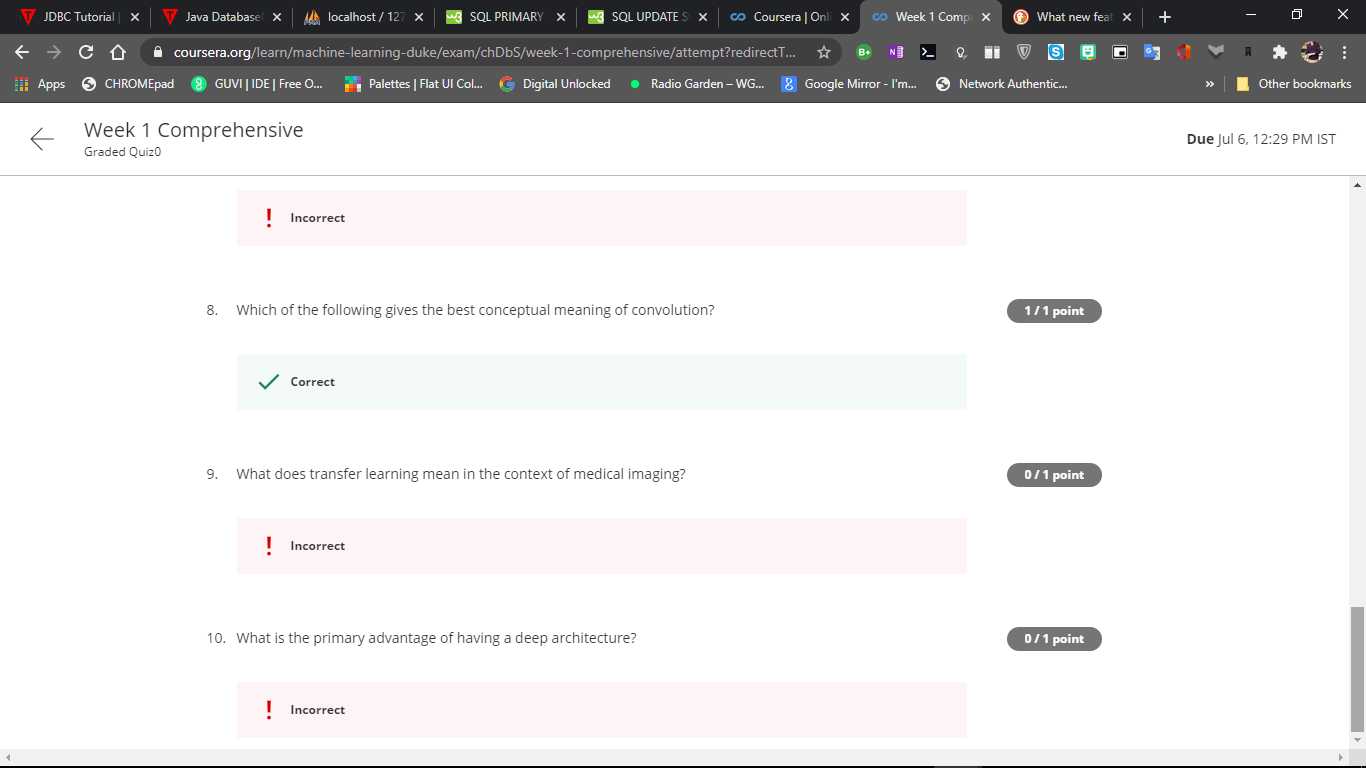 JDBC Tutorial
Java Database
localhost / 127
SQL PRIMARY
SQL UPDATE S
Coursera | Onli
Week 1 Comp
What new feat
coursera.org/learn/machine-learning-duke/exam/chDbS/week-1-comprehensive/attempt?redirectT...
Apps
CHROMEpad
GUVI | IDE | Free O...
Palettes | Flat UI Col...
Digital Unlocked
Radio Garden – WG...
Google Mirror - I'm...
Network Authentic...
»
Other bookmarks
Week 1 Comprehensive
Graded Quiz0
Due Jul 6, 12:29 PM IST
! Incorrect
8. Which of the following gives the best conceptual meaning of convolution?
1 / 1 point
Correct
9. What does transfer learning mean in the context of medical imaging?
0 / 1 point
! Incorrect
10. What is the primary advantage of having a deep architecture?
0 / 1 point
! Incorrect